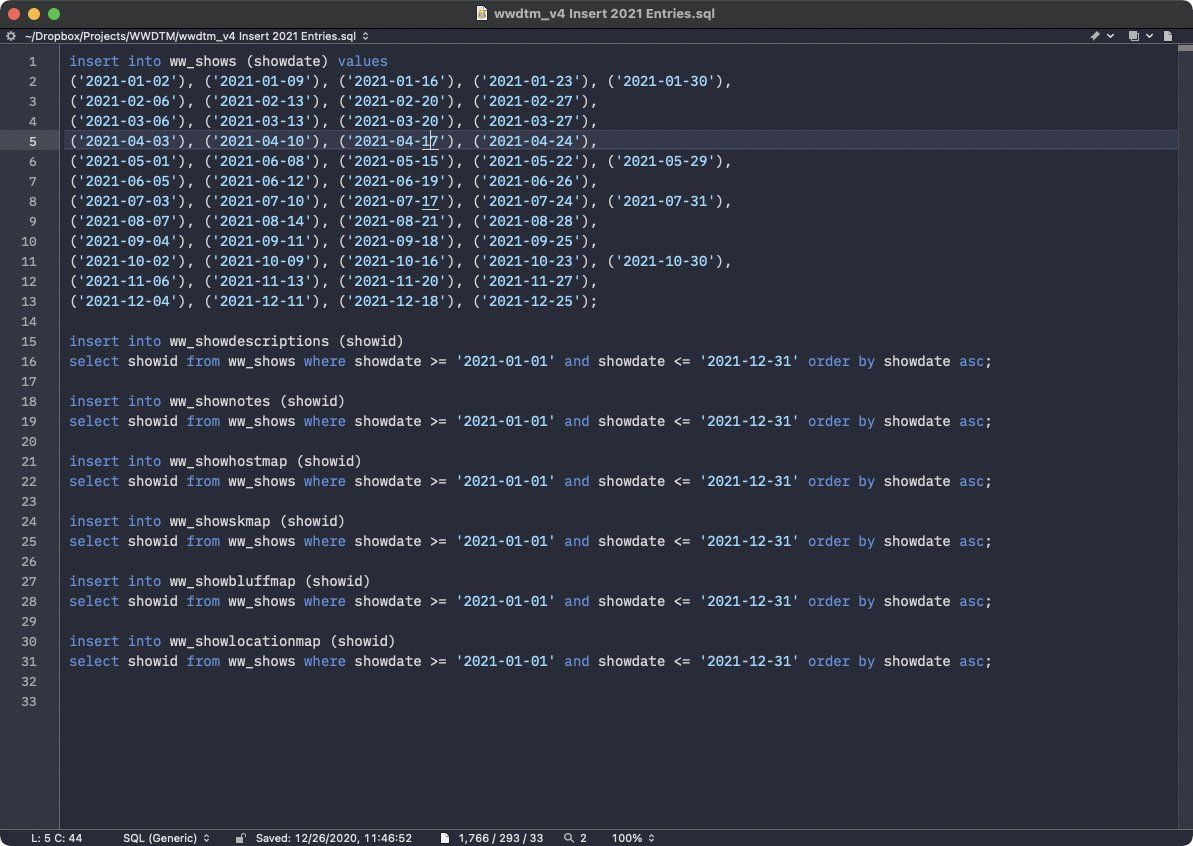 wwdtm_v4 Insert 2021 Entries.sql
~/Dropbox/Projects/WWDTM/wwdtm_v4 Insert 2021 Entries.sql
1 insert into ww_shows (showdate) values
2 ('2021-01-02'), ('2021-01-09'), ('2021-01-16'), ('2021-01-23'), ('2021-01-30'),
3 ('2021-02-06'), ('2021-02-13'), ('2021-02-20'), ('2021-02-27'),
4 ('2021-03-06'), ('2021-03-13'), ('2021-03-20'), ('2021-03-27'),
5 ('2021-04-03'), ('2021-04-10'), ('2021-04-17'), ('2021-04-24'),
6 ('2021-05-01'), ('2021-06-08'), ('2021-05-15'), ('2021-05-22'), ('2021-05-29'),
7 ('2021-06-05'), ('2021-06-12'), ('2021-06-19'), ('2021-06-26'),
8 ('2021-07-03'), ('2021-07-10'), ('2021-07-17'), ('2021-07-24'), ('2021-07-31'),
9 ('2021-08-07'), ('2021-08-14'), ('2021-08-21'), ('2021-08-28'),
10 ('2021-09-04'), ('2021-09-11'), ('2021-09-18'), ('2021-09-25'),
11 ('2021-10-02'), ('2021-10-09'), ('2021-10-16'), ('2021-10-23'), ('2021-10-30'),
12 ('2021-11-06'), ('2021-11-13'), ('2021-11-20'), ('2021-11-27'),
13 ('2021-12-04'), ('2021-12-11'), ('2021-12-18'), ('2021-12-25');
14
15 insert into ww_showdescriptions (showid)
16 select showid from ww_shows where showdate >= '2021-01-01' and showdate <= '2021-12-31' order by showdate asc;
17
18 insert into ww_shownotes (showid)
19 select showid from ww_shows where showdate >= '2021-01-01' and showdate <= '2021-12-31' order by showdate asc;
20
21 insert into ww_showhostmap (showid)
22 select showid from ww_shows where showdate >= '2021-01-01' and showdate <= '2021-12-31' order by showdate asc;
23
24 insert into ww_showskmap (showid)
25 select showid from ww_shows where showdate >= '2021-01-01' and showdate <= '2021-12-31' order by showdate asc;
26
27 insert into ww_showbluffmap (showid)
28 select showid from ww_shows where showdate >= '2021-01-01' and showdate <= '2021-12-31' order by showdate asc;
29
30 insert into ww_showlocationmap (showid)
31 select showid from ww_shows where showdate >= '2021-01-01' and showdate <= '2021-12-31' order by showdate asc;
32
33
L: 5 C: 44 SQL (Generic) Saved: 12/26/2020, 11:46:52 1,766 / 293 / 33 2 100%